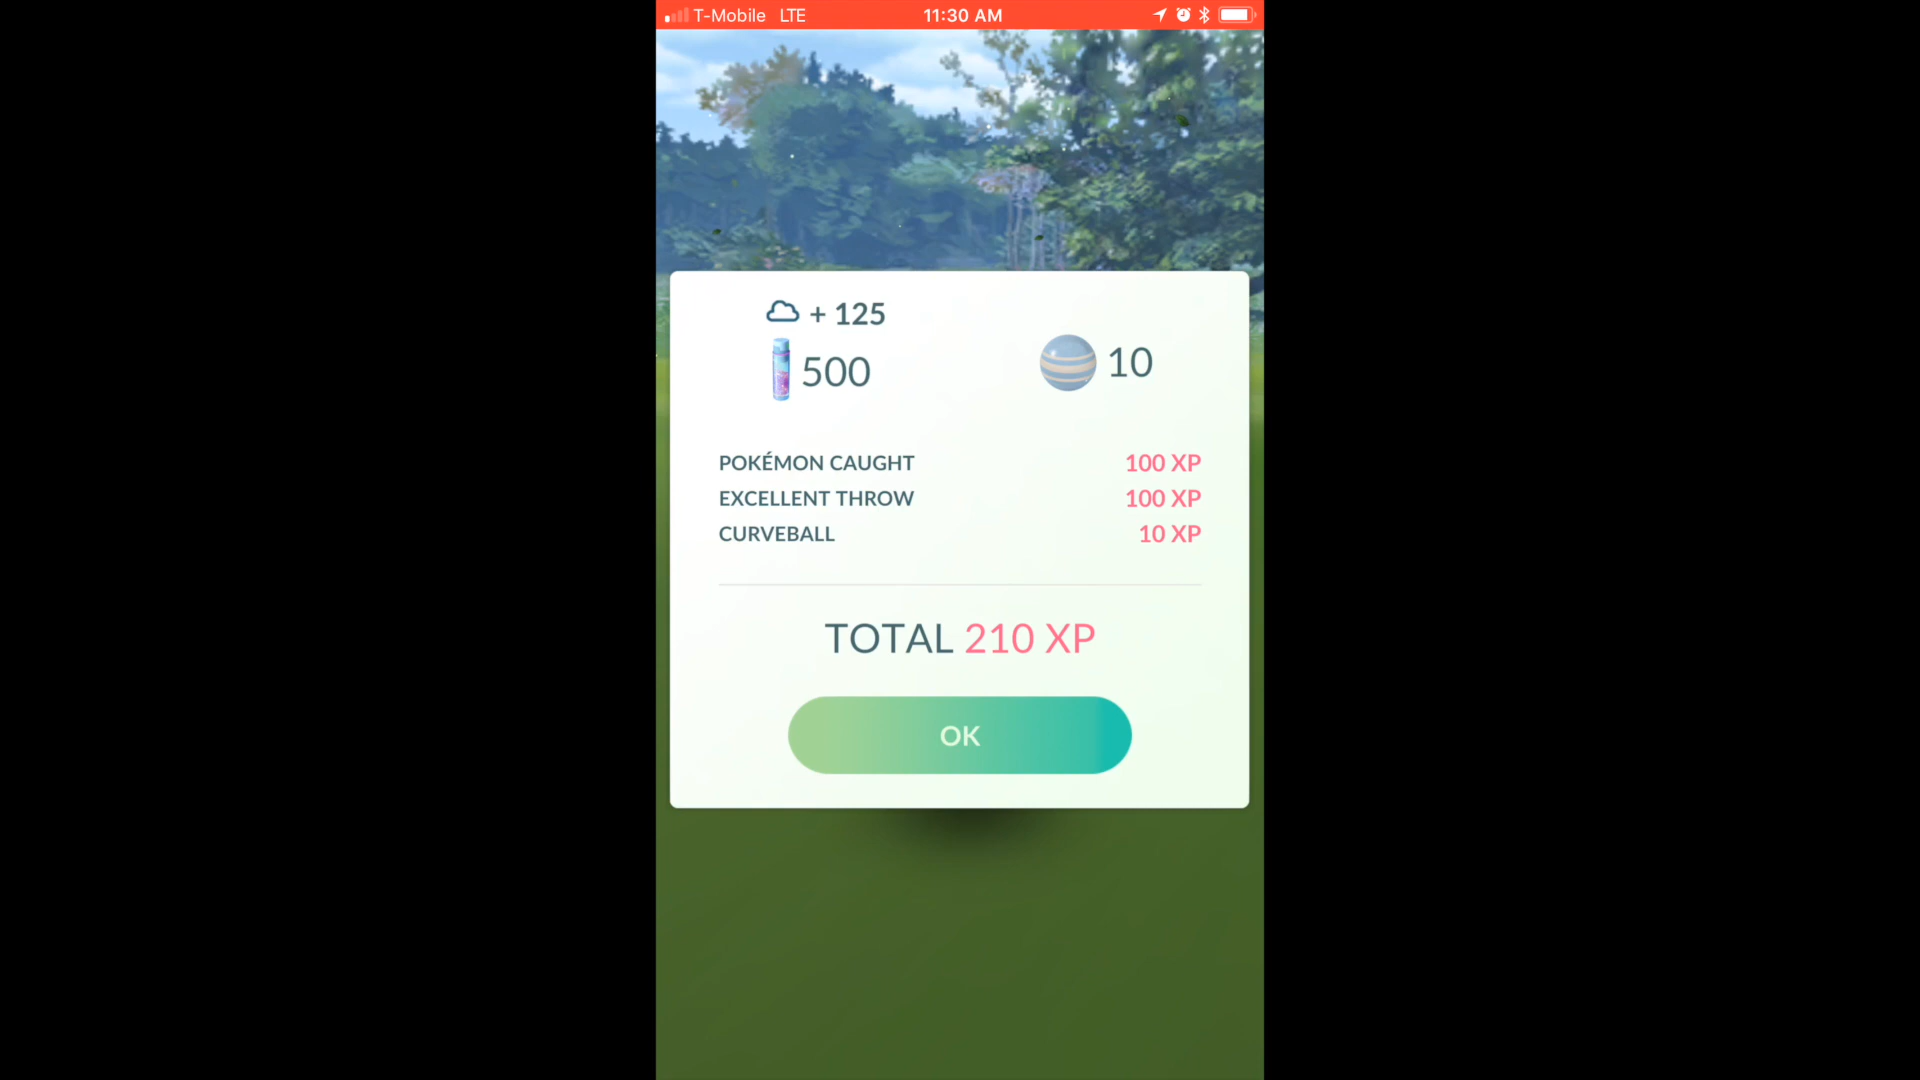 T-Mobile LTE 11:30 AM
+ 125
500 10
POKÉMON CAUGHT 100 XP
EXCELLENT THROW 100 XP
CURVEBALL 10 XP
TOTAL 210 XP
OK